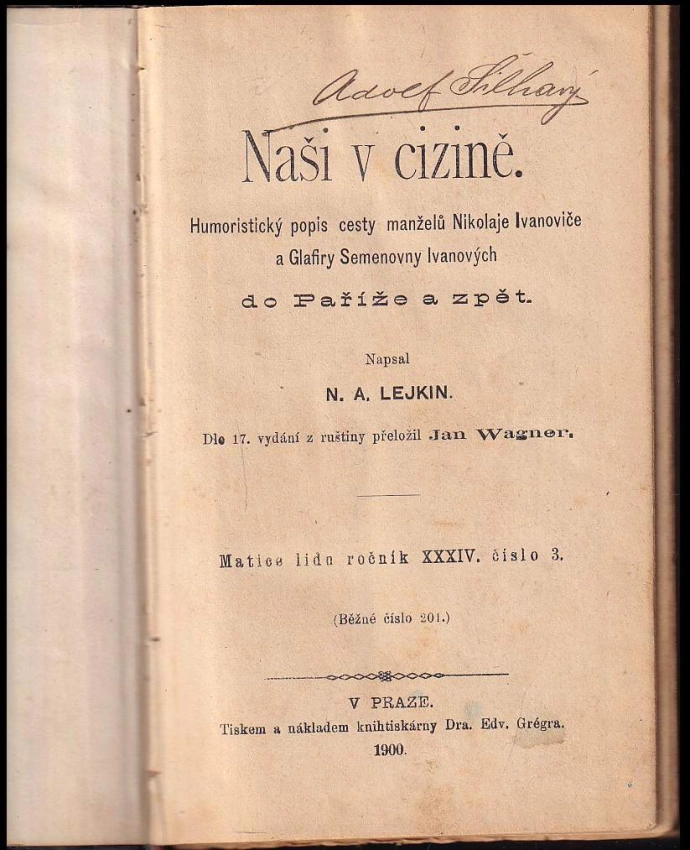 Adolf Šilhavý
Naši v cizině.
Humoristický popis cesty manželů Nikolaje Ivanoviče
a Glafiry Semenovny Ivanových
do Paříže a zpět.
Napsal
N. A. LEJKIN.
Dle 17. vydání z ruštiny přeložil Jan Wagner.
Matice lidu ročník XXXIV. číslo 3.
(Běžné číslo 201.)
V PRAZE.
Tiskem a nákladem knihtiskárny Dra. Edv. Grégra.
1900.